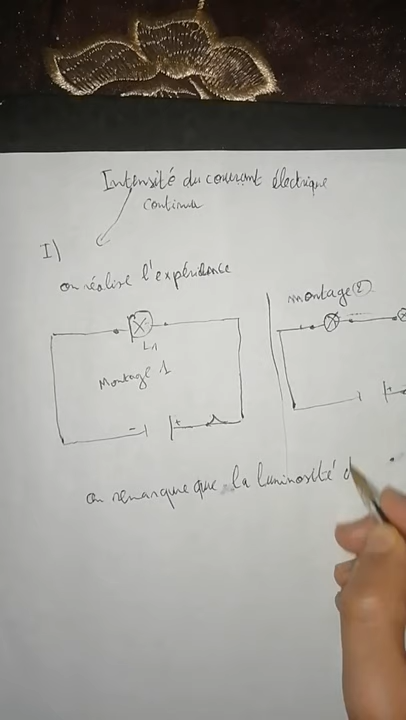 Intensité du courant électrique
continu
I)
on réalise l'expérience
montage 2
L1
Montage 1
- +
on remarque que la luminosité d